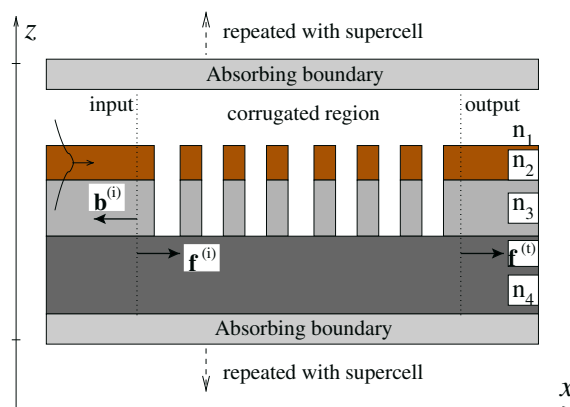 z
repeated with supercell
Absorbing boundary
input
corrugated region
output
n₁
n₂
b⁽ⁱ⁾
n₃
f⁽ⁱ⁾
f⁽ᵗ⁾
n₄
Absorbing boundary
repeated with supercell
x